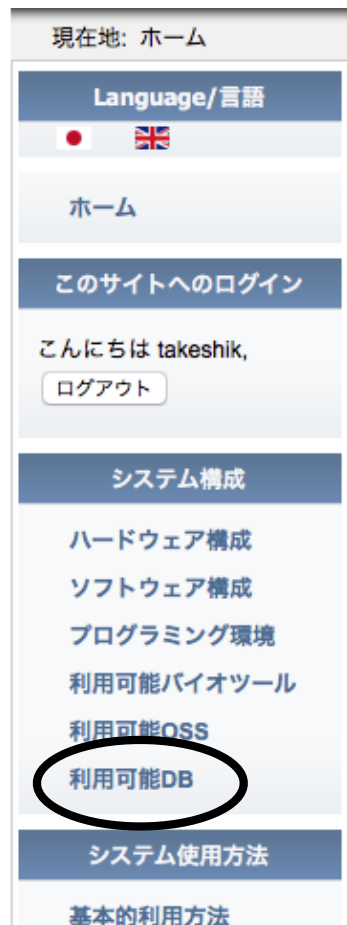 現在地: ホーム
Language/言語
ホーム
このサイトへのログイン
こんにちは takeshik,
ログアウト
システム構成
ハードウェア構成
ソフトウェア構成
プログラミング環境
利用可能バイオツール
利用可能OSS
利用可能DB
システム使用方法
基本的利用方法